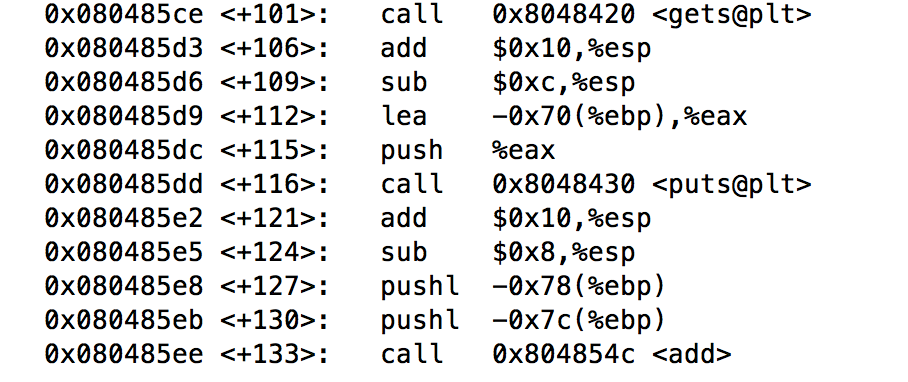 0x080485ce <+101>: call 0x8048420 <gets@plt>
0x080485d3 <+106>: add $0x10,%esp
0x080485d6 <+109>: sub $0xc,%esp
0x080485d9 <+112>: lea -0x70(%ebp),%eax
0x080485dc <+115>: push %eax
0x080485dd <+116>: call 0x8048430 <puts@plt>
0x080485e2 <+121>: add $0x10,%esp
0x080485e5 <+124>: sub $0x8,%esp
0x080485e8 <+127>: pushl -0x78(%ebp)
0x080485eb <+130>: pushl -0x7c(%ebp)
0x080485ee <+133>: call 0x804854c <add>